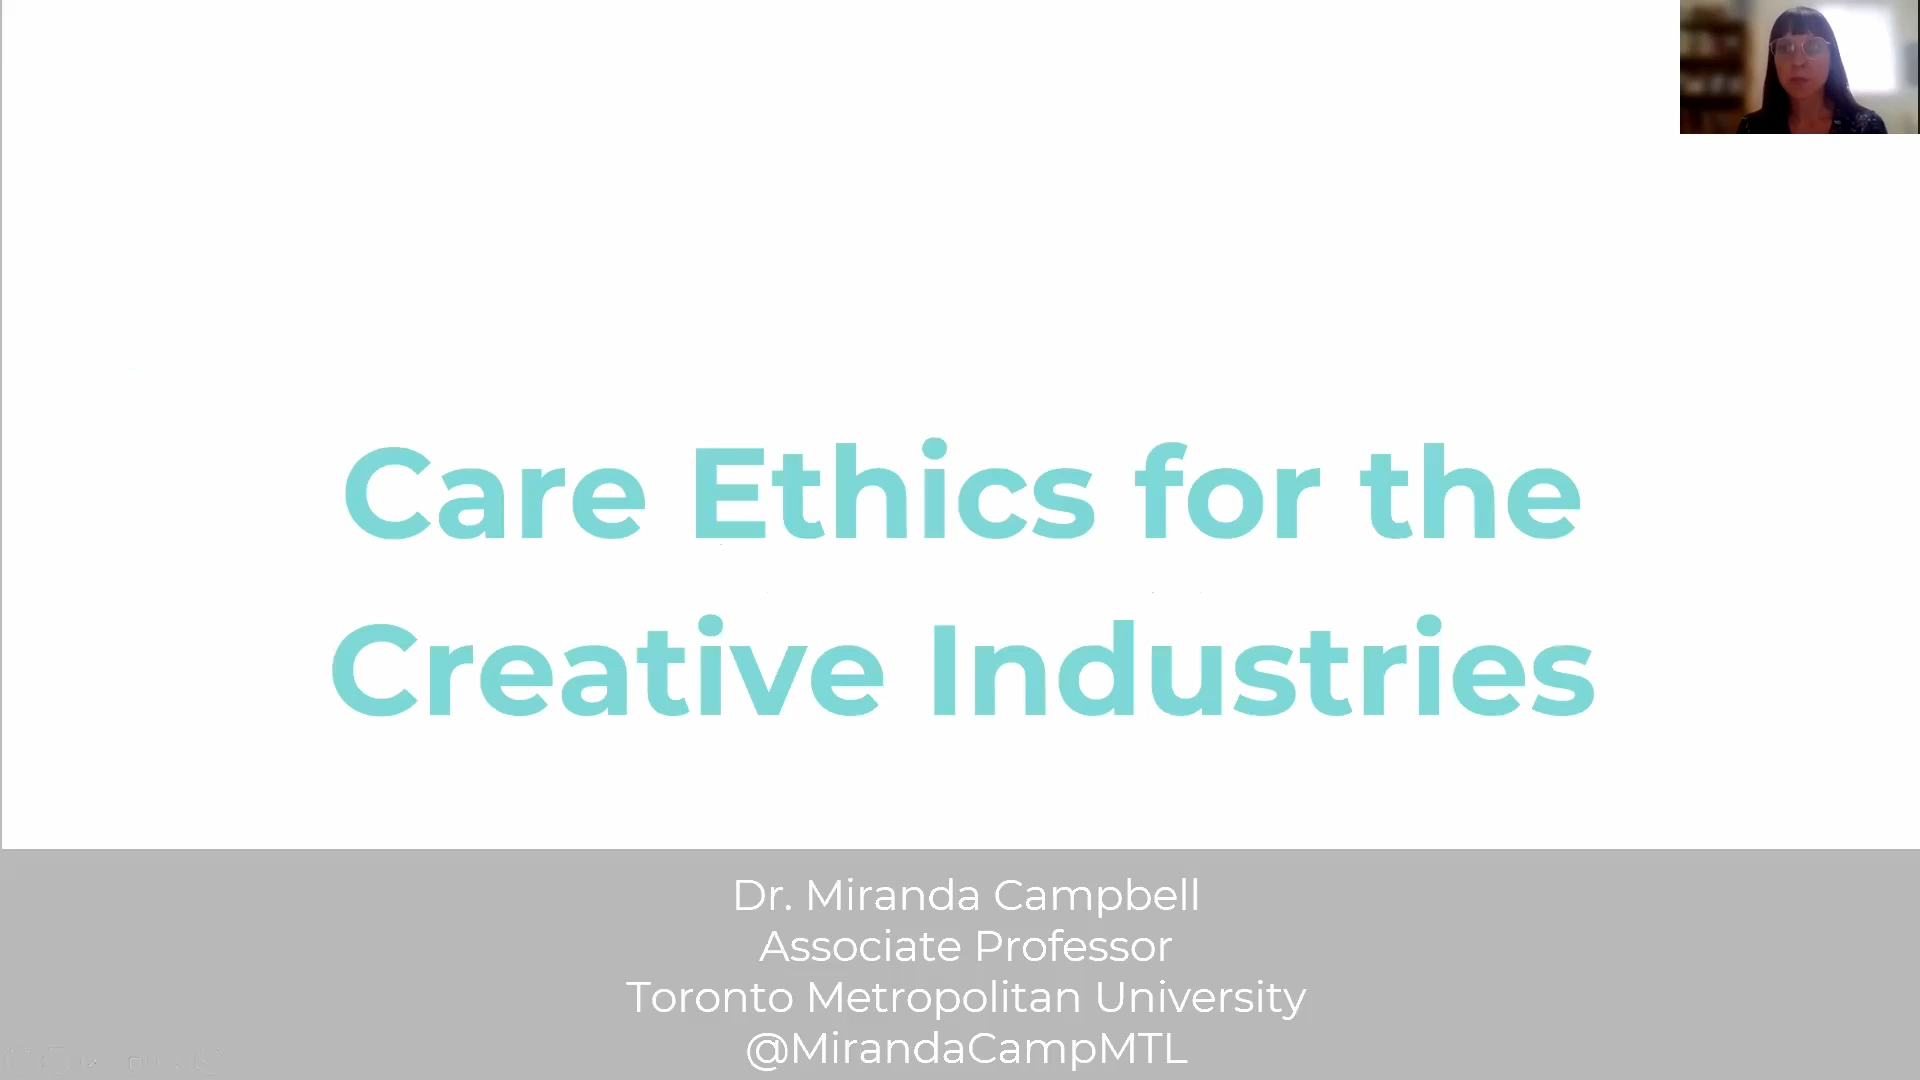 Care Ethics for the
Creative Industries
Dr. Miranda Campbell
Associate Professor
Toronto Metropolitan University
@MirandaCampMTL